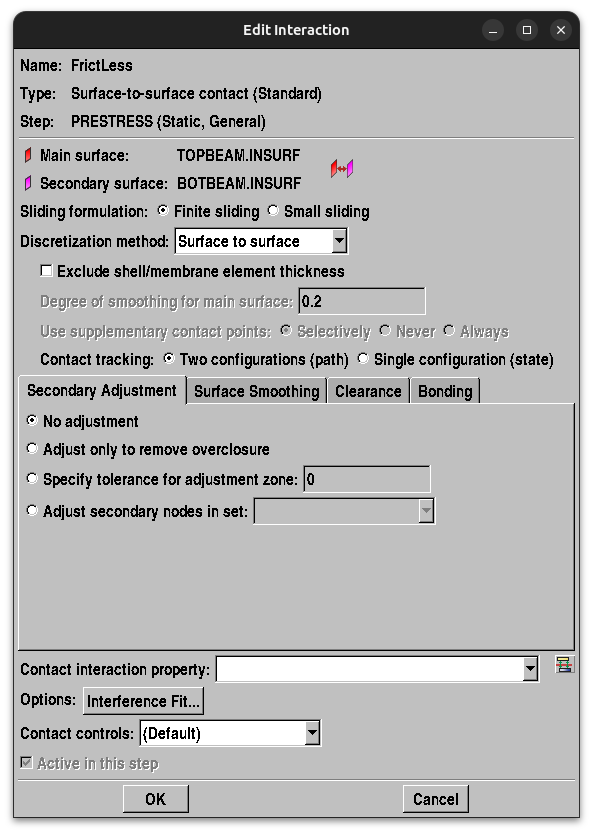 Edit Interaction
Name: FrictLess
Type: Surface-to-surface contact (Standard)
Step: PRESTRESS (Static, General)
Main surface: TOPBEAM.INSURF
Secondary surface: BOTBEAM.INSURF
Sliding formulation: Finite sliding Small sliding
Discretization method: Surface to surface
Exclude shell/membrane element thickness
Degree of smoothing for main surface: 0.2
Use supplementary contact points: Selectively Never Always
Contact tracking: Two configurations (path) Single configuration (state)
Secondary Adjustment Surface Smoothing Clearance Bonding
No adjustment
Adjust only to remove overclosure
Specify tolerance for adjustment zone: 0
Adjust secondary nodes in set:
Contact interaction property:
Options: Interference Fit...
Contact controls: (Default)
Active in this step
OK Cancel